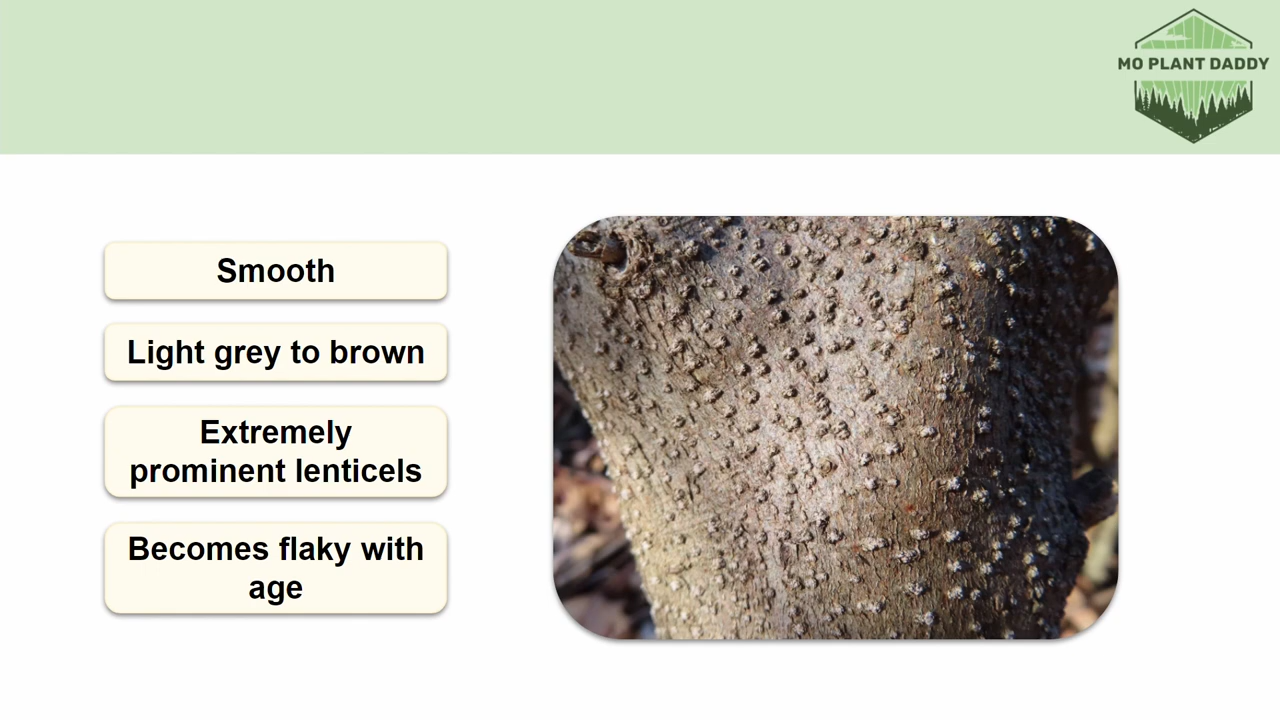 MO PLANT DADDY
Smooth
Light grey to brown
Extremely
prominent lenticels
Becomes flaky with
age